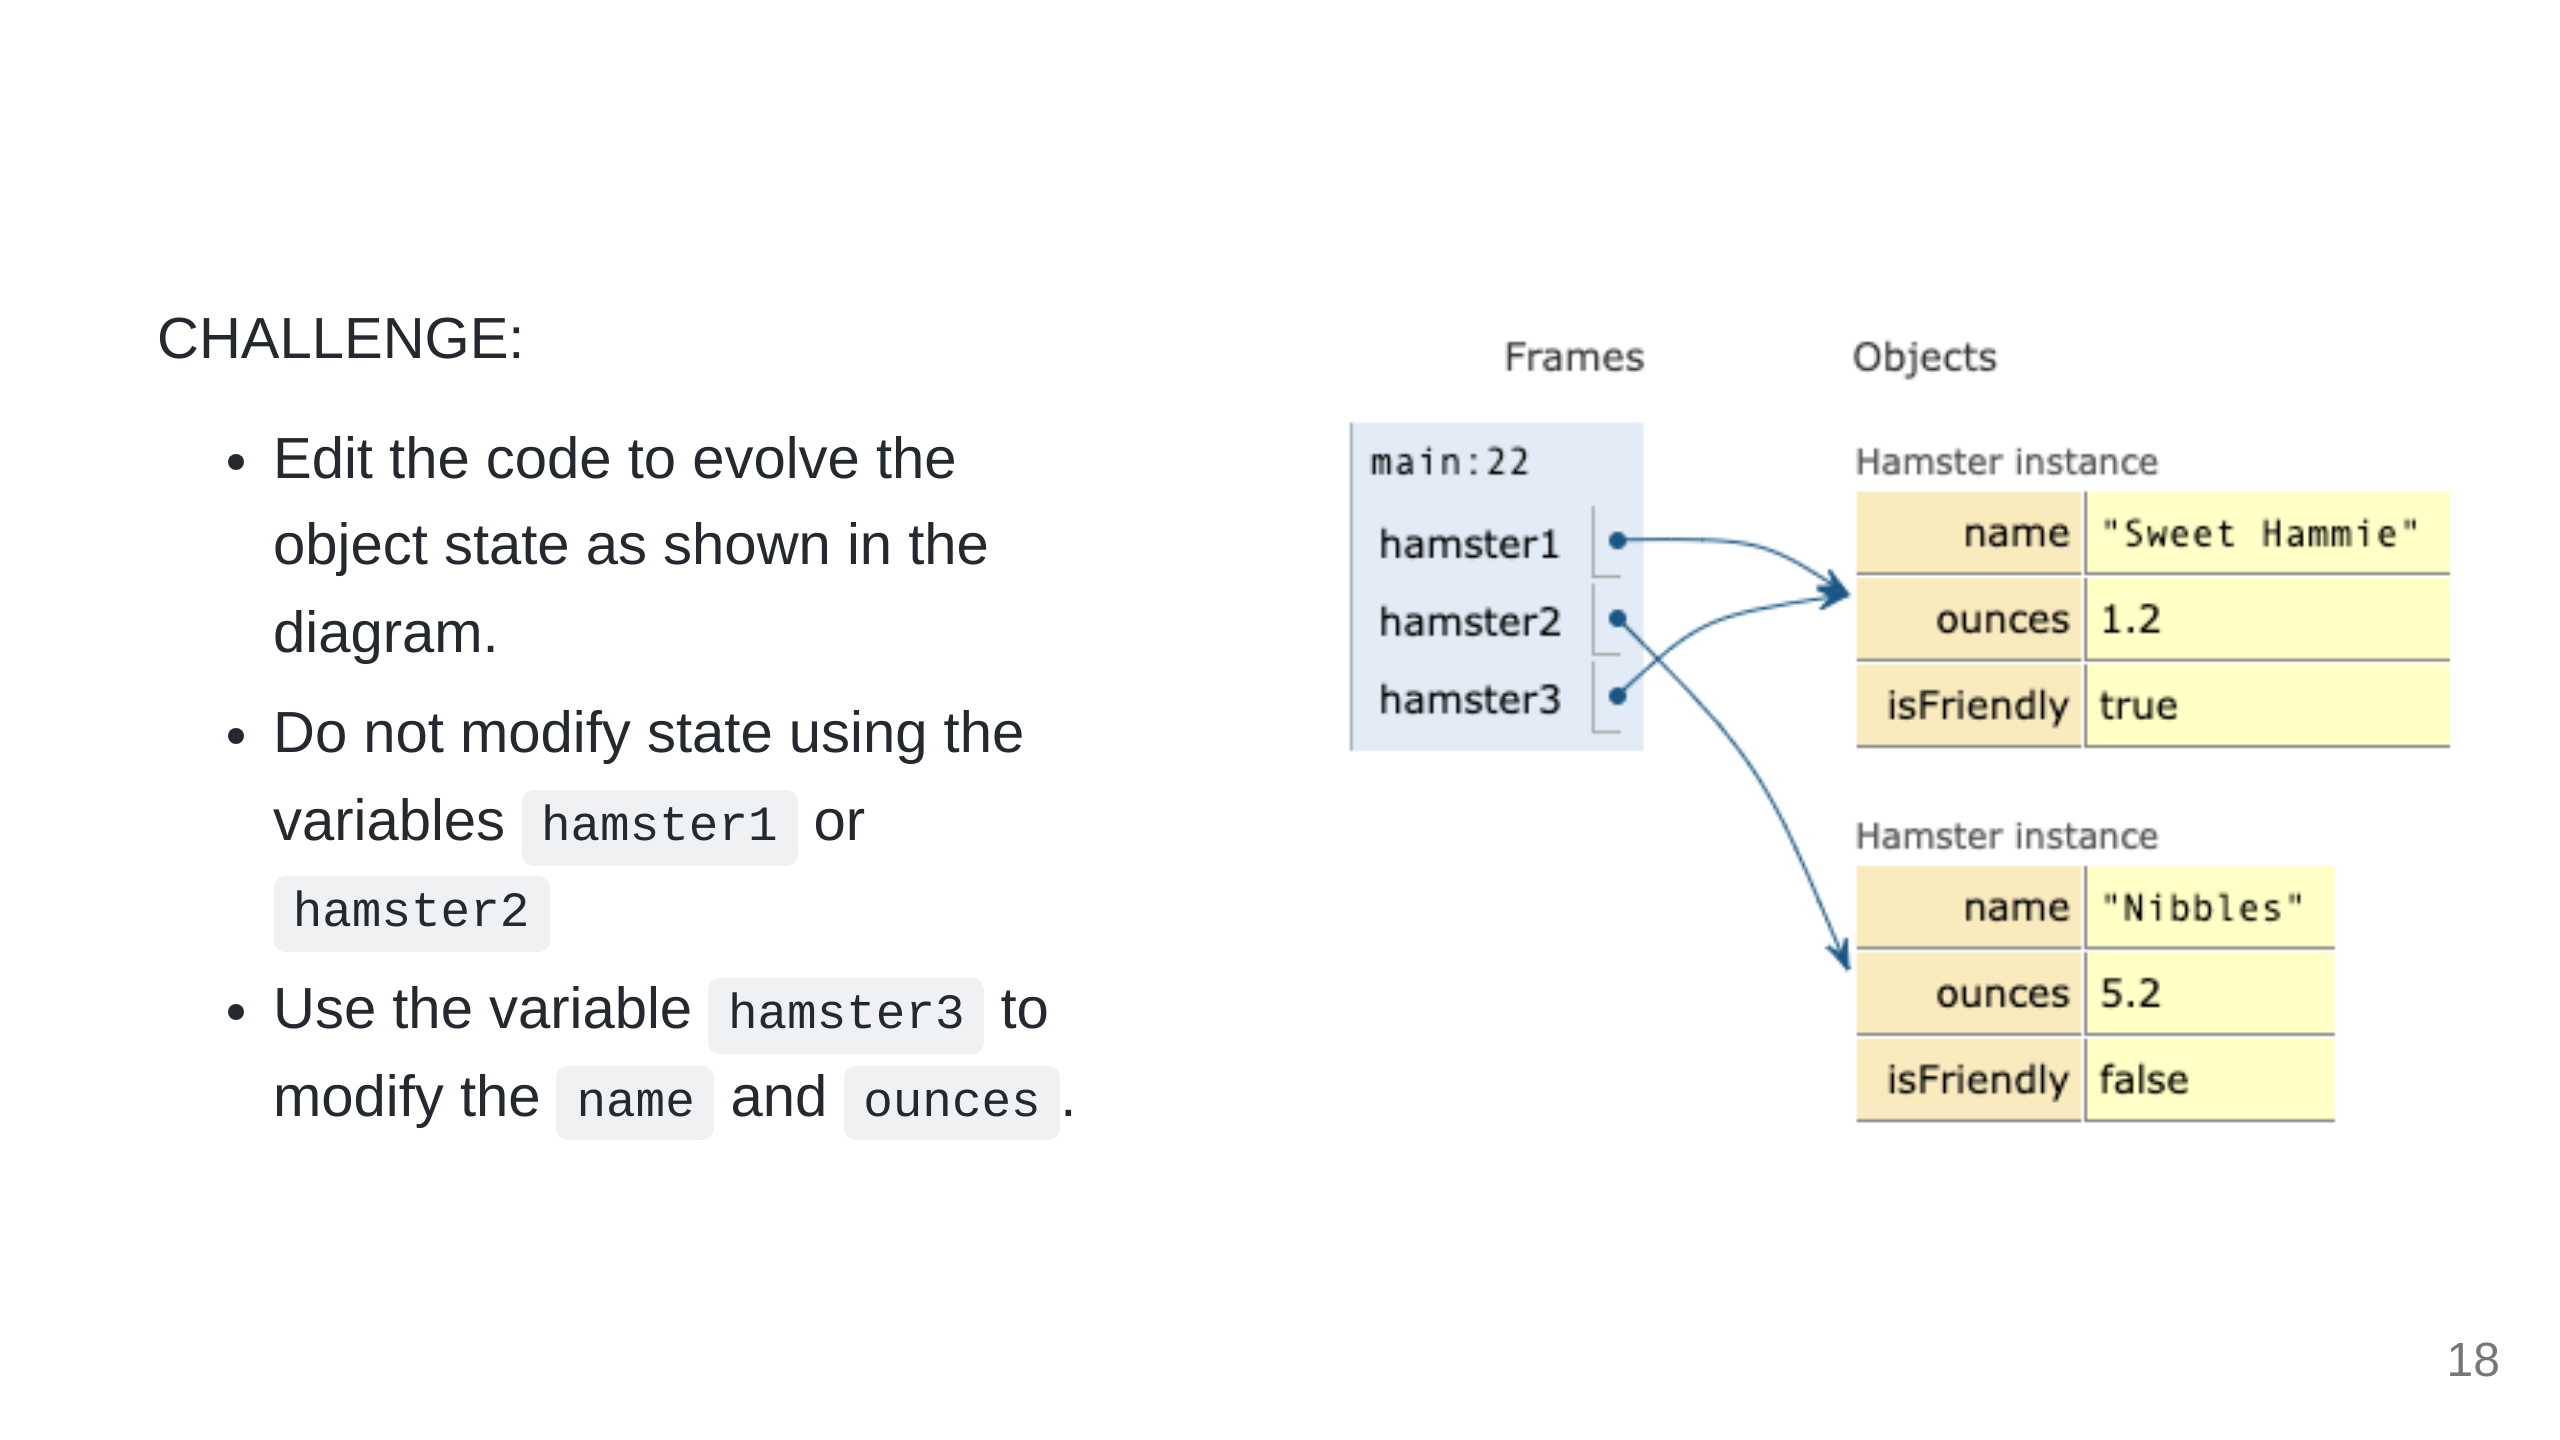 CHALLENGE:
• Edit the code to evolve the
object state as shown in the
diagram.
• Do not modify state using the
variables hamster1 or
hamster2
• Use the variable hamster3 to
modify the name and ounces.
Frames
Objects
main:22
hamster1
hamster2
hamster3
Hamster instance
name "Sweet Hammie"
ounces 1.2
isFriendly true
Hamster instance
name "Nibbles"
ounces 5.2
isFriendly false
18